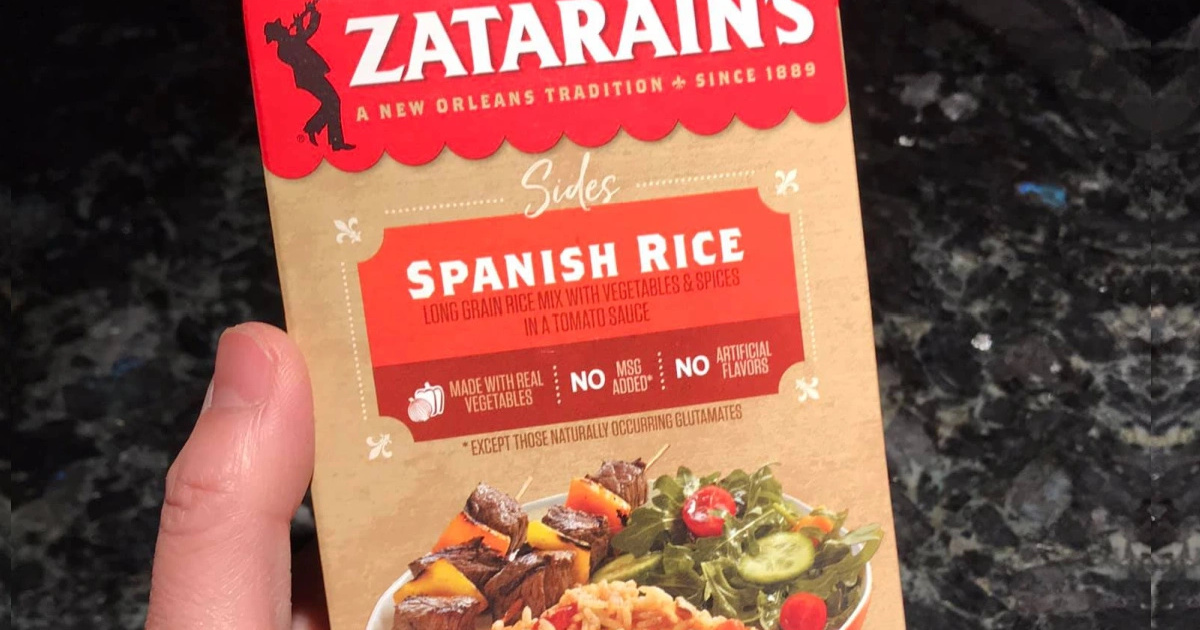 ZATARAIN'S
A NEW ORLEANS TRADITION ⚜ SINCE 1889
®
Sides
SPANISH RICE
LONG GRAIN RICE MIX WITH VEGETABLES & SPICES
IN A TOMATO SAUCE
MADE WITH REAL
VEGETABLES
NO MSG
ADDED*
NO ARTIFICIAL
FLAVORS
* EXCEPT THOSE NATURALLY OCCURRING GLUTAMATES